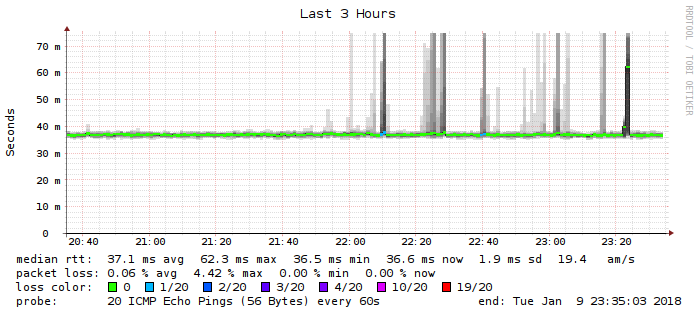 Last 3 Hours
RRDTOOL / TOBI OETIKER
Seconds
70 m
60 m
50 m
40 m
30 m
20 m
10 m
0
20:40 21:00 21:20 21:40 22:00 22:20 22:40 23:00 23:20
median rtt: 37.1 ms avg 62.3 ms max 36.5 ms min 36.6 ms now 1.9 ms sd 19.4 am/s
packet loss: 0.06 % avg 4.42 % max 0.00 % min 0.00 % now
loss color: 0 1/20 2/20 3/20 4/20 10/20 19/20
probe: 20 ICMP Echo Pings (56 Bytes) every 60s end: Tue Jan 9 23:35:03 2018